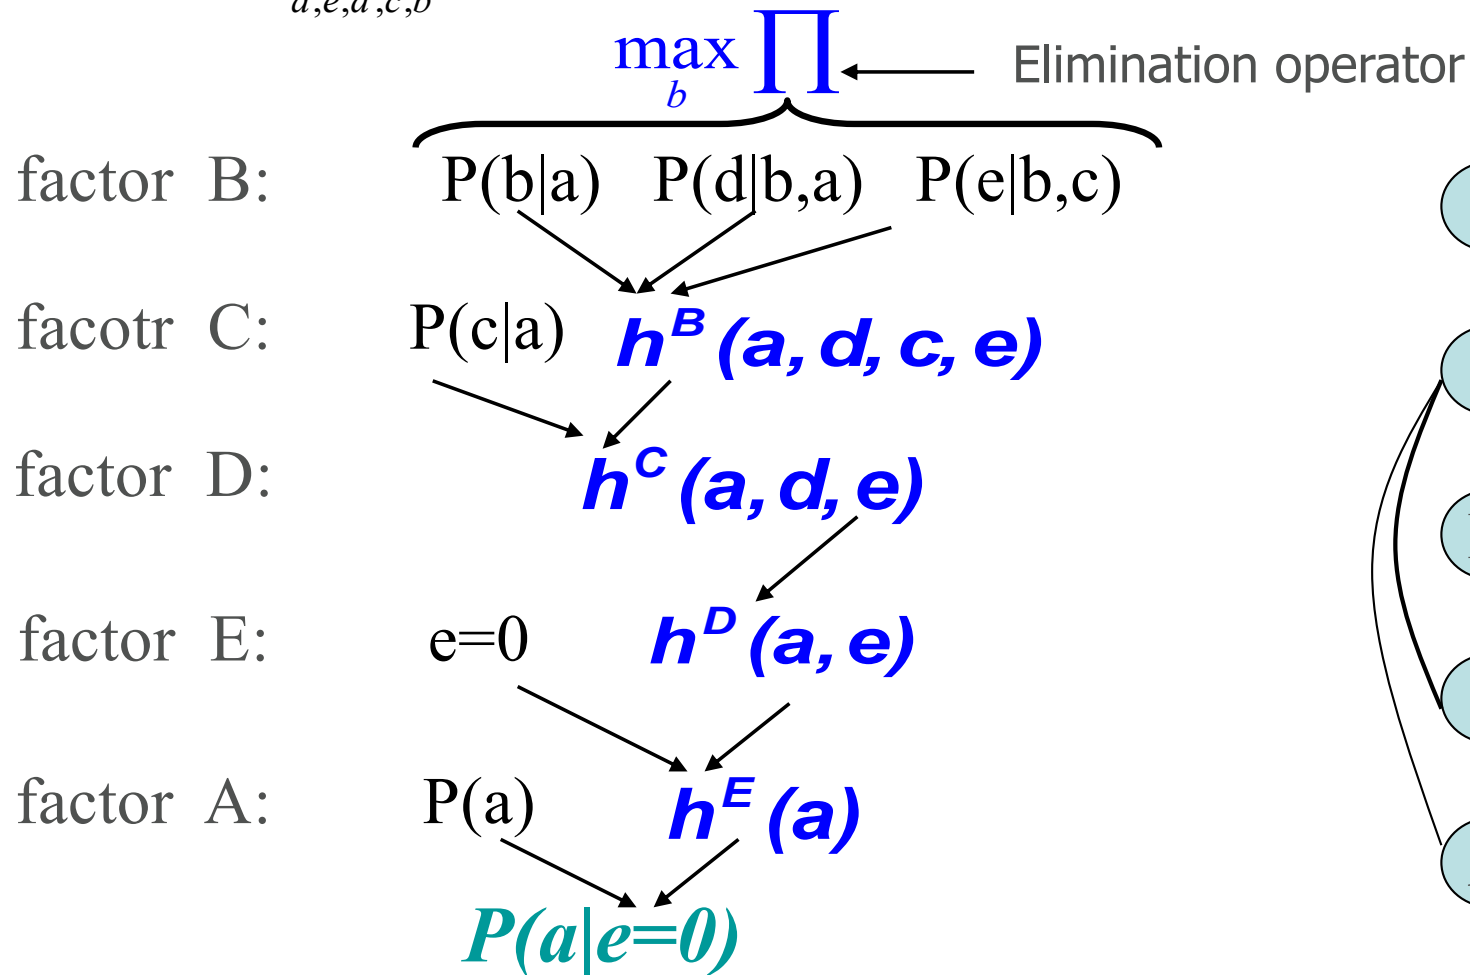 a,e,d,c,b
max ∏
b
Elimination operator
factor B: P(b|a) P(d|b,a) P(e|b,c)
facotr C: P(c|a) h^B (a, d, c, e)
factor D: h^C (a, d, e)
factor E: e=0 h^D (a, e)
factor A: P(a) h^E (a)
P(a|e=0)